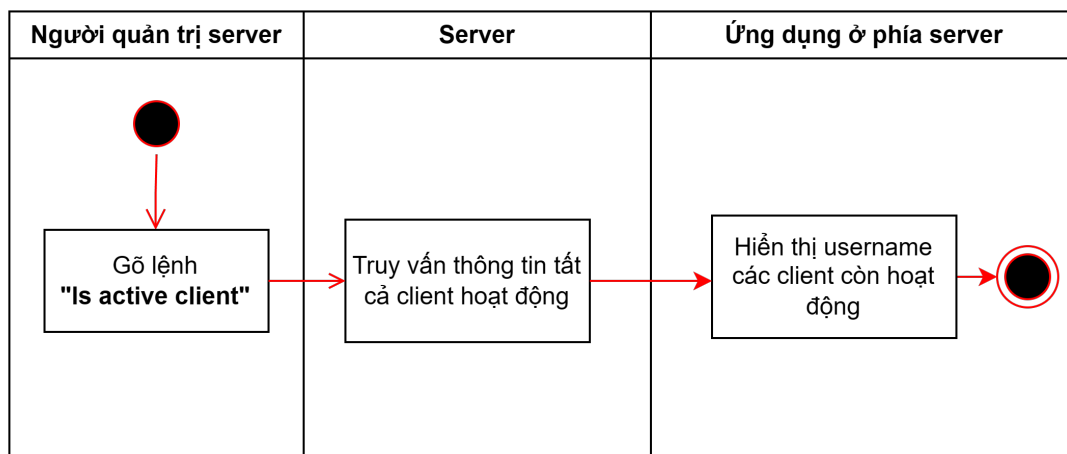 Người quản trị server
Server
Ứng dụng ở phía server
Gõ lệnh
"Is active client"
Truy vấn thông tin tất
cả client hoạt động
Hiển thị username
các client còn hoạt
động